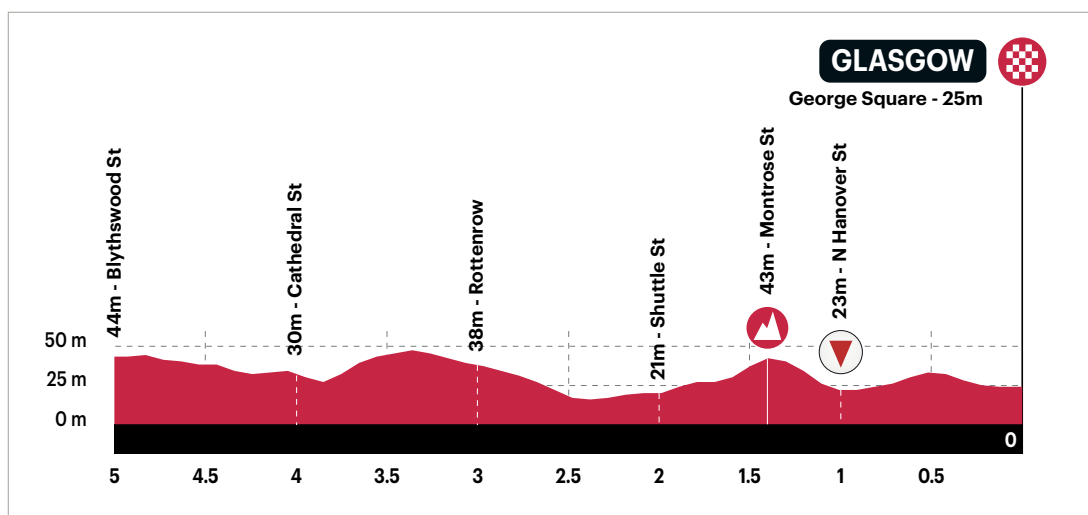 GLASGOW
George Square - 25m
44m - Blythswood St
30m - Cathedral St
38m - Rottenrow
21m - Shuttle St
43m - Montrose St
23m - N Hanover St
50 m
25 m
0 m
0
5 4.5 4 3.5 3 2.5 2 1.5 1 0.5